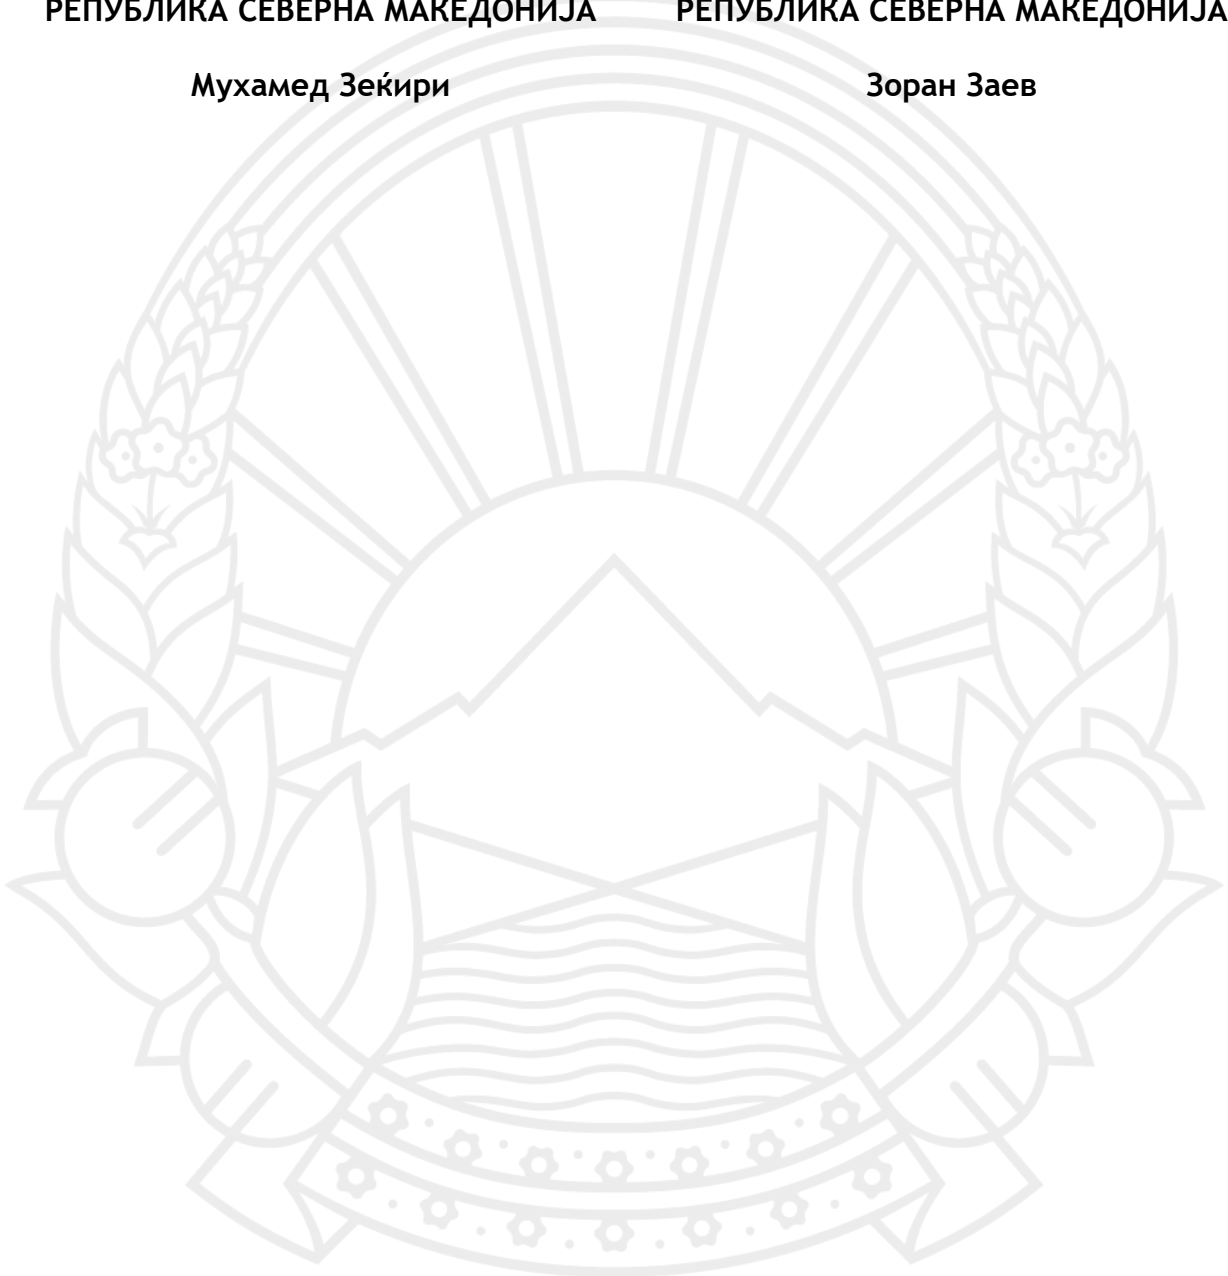 РЕПУБЛИКА СЕВЕРНА МАКЕДОНИЈА РЕПУБЛИКА СЕВЕРНА МАКЕДОНИЈА
Мухамед Зеќири Зоран Заев